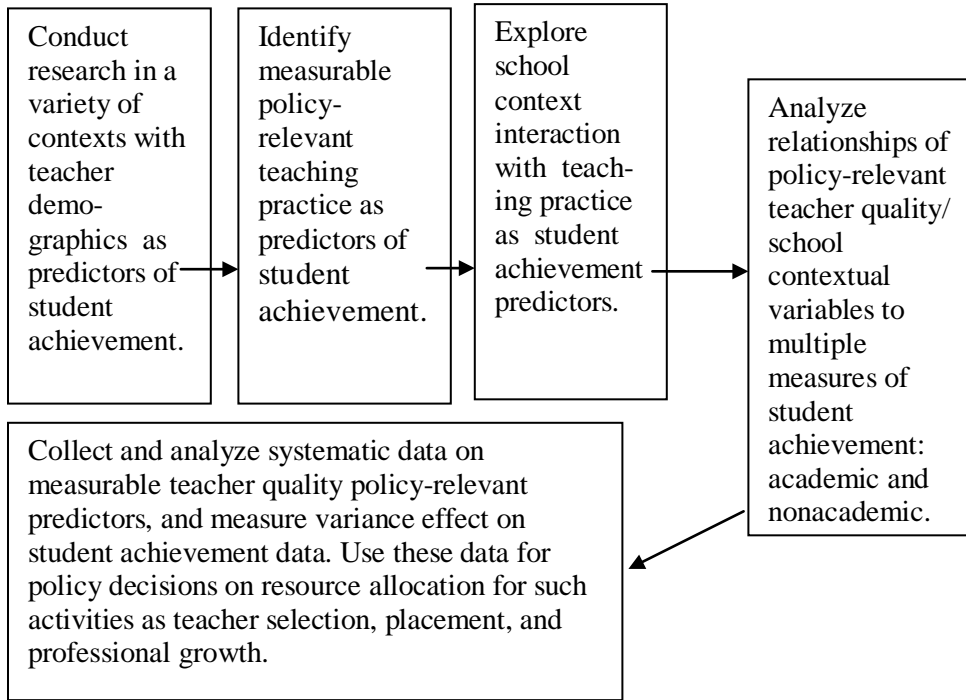 Conduct
research in a
variety of
contexts with
teacher
demo-
graphics as
predictors of
student
achievement.
Identify
measurable
policy-
relevant
teaching
practice as
predictors of
student
achievement.
Explore
school
context
interaction
with teach-
ing practice
as student
achievement
predictors.
Analyze
relationships of
policy-relevant
teacher quality/
school
contextual
variables to
multiple
measures of
student
achievement:
academic and
nonacademic.
Collect and analyze systematic data on
measurable teacher quality policy-relevant
predictors, and measure variance effect on
student achievement data. Use these data for
policy decisions on resource allocation for such
activities as teacher selection, placement, and
professional growth.